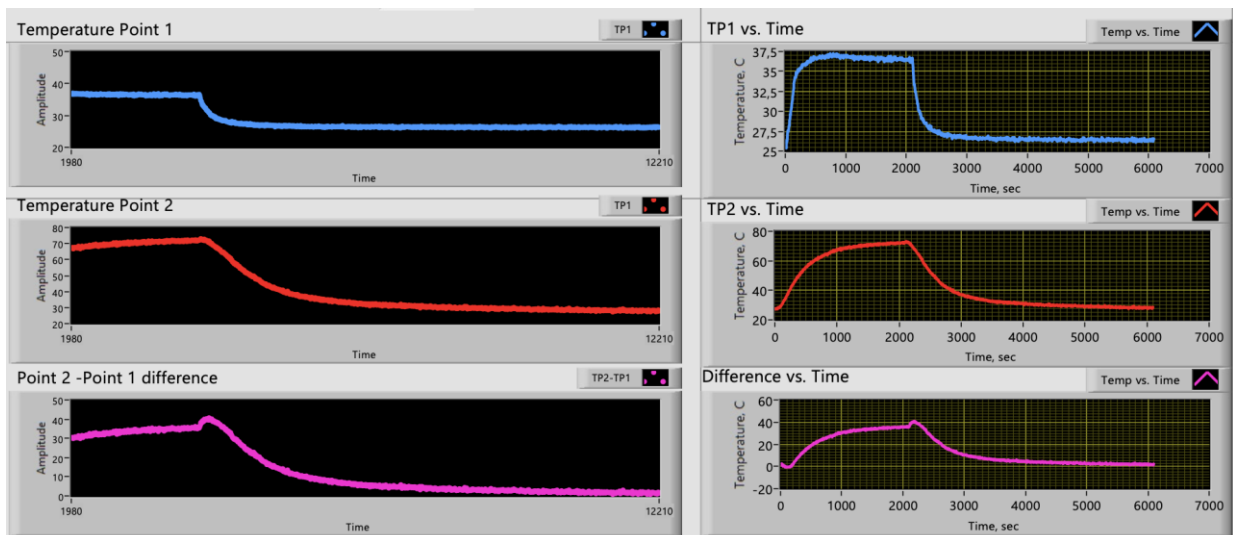 Temperature Point 1
TP1
50
40
30
20
Amplitude
1980
12210
Time
TP1 vs. Time
Temp vs. Time
37,5
35
32,5
30
27,5
25
Temperature, C
0 1000 2000 3000 4000 5000 6000 7000
Time, sec
Temperature Point 2
TP1
80
70
60
50
40
30
20
Amplitude
1980
12210
Time
TP2 vs. Time
Temp vs. Time
80
60
40
20
Temperature, C
0 1000 2000 3000 4000 5000 6000 7000
Time, sec
Point 2 -Point 1 difference
TP2-TP1
50
40
30
20
10
0
Amplitude
1980
12210
Time
Difference vs. Time
Temp vs. Time
60
40
20
0
-20
Temperature, C
0 1000 2000 3000 4000 5000 6000 7000
Time, sec